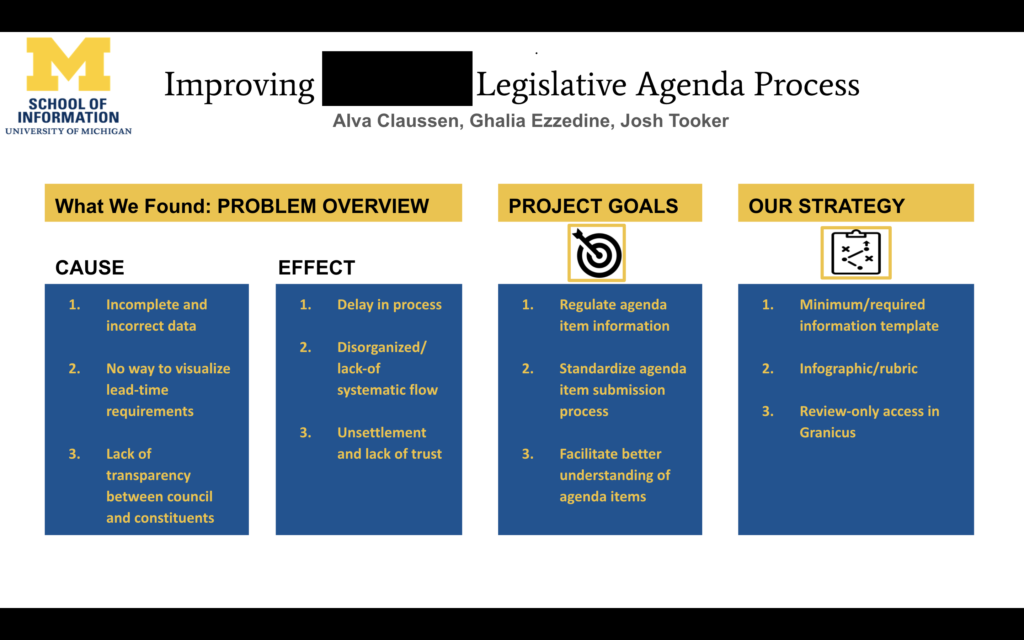 M
SCHOOL OF
INFORMATION
UNIVERSITY OF MICHIGAN
Improving Legislative Agenda Process
Alva Claussen, Ghalia Ezzedine, Josh Tooker
What We Found: PROBLEM OVERVIEW
CAUSE
1. Incomplete and
incorrect data
2. No way to visualize
lead-time
requirements
3. Lack of
transparency
between council
and constituents
EFFECT
1. Delay in process
2. Disorganized/
lack-of
systematic flow
3. Unsettlement
and lack of trust
PROJECT GOALS
1. Regulate agenda
item information
2. Standardize agenda
item submission
process
3. Facilitate better
understanding of
agenda items
OUR STRATEGY
1. Minimum/required
information template
2. Infographic/rubric
3. Review-only access in
Granicus